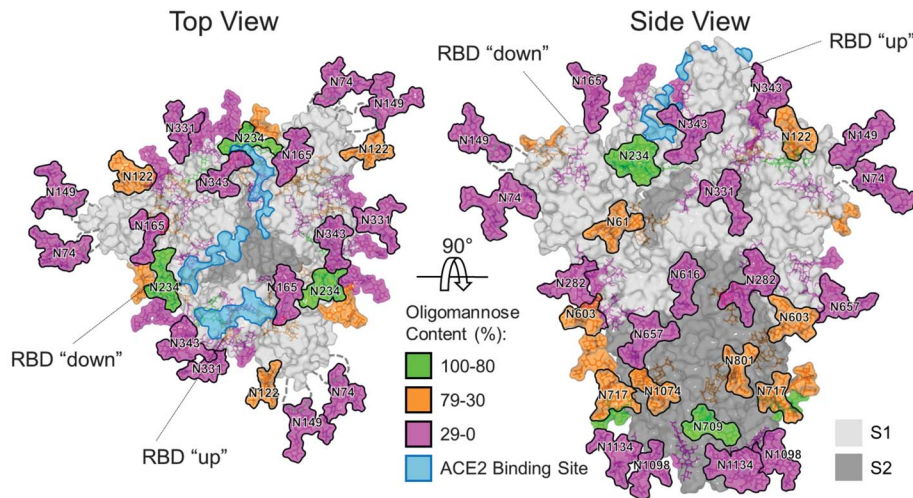 Top View
Side View
RBD "down"
RBD "up"
N74
N149
N331
N234
N165
N122
N122
N343
N149
N165
N331
N343
N74
N234
N165
N234
RBD "down"
N343
N331
N122
N74
N149
RBD "up"
90°
Oligomannose
Content (%):
100-80
79-30
29-0
ACE2 Binding Site
N165
N343
N343
N122
N149
N234
N149
N74
N331
N74
N61
N616
N282
N282
N657
N603
N603
N657
N801
N717
N1074
N717
N709
N1134
N1098
N1134
N1098
S1
S2